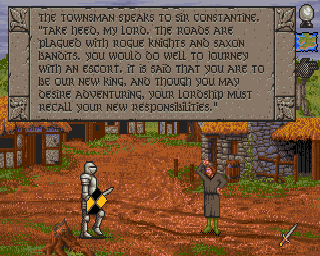 The townsman speaks to Sir Constantine.
"Take heed, my lord. The roads are
plagued with rogue knights and Saxon
bandits. You would do well to journey
with an escort. It is said that you are to
be our new king, and though you may
desire adventuring, your lordship must
recall your new responsibilities."